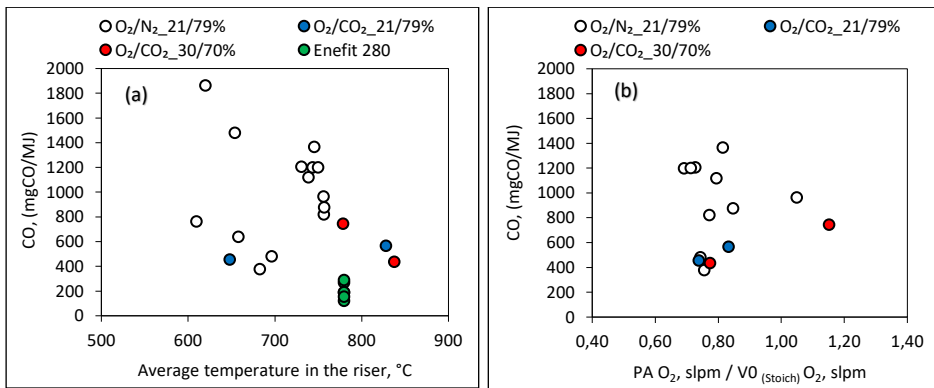 O₂/N₂_21/79%
O₂/CO₂_21/79%
O₂/CO₂_30/70%
Enefit 280
(a)
CO, (mgCO/MJ)
2000
1800
1600
1400
1200
1000
800
600
400
200
0
500
600
700
800
900
Average temperature in the riser, °C
O₂/N₂_21/79%
O₂/CO₂_21/79%
O₂/CO₂_30/70%
(b)
CO, (mgCO/MJ)
2000
1800
1600
1400
1200
1000
800
600
400
200
0
0,40
0,60
0,80
1,00
1,20
1,40
PA O₂, slpm / V0 (Stoich) O₂, slpm